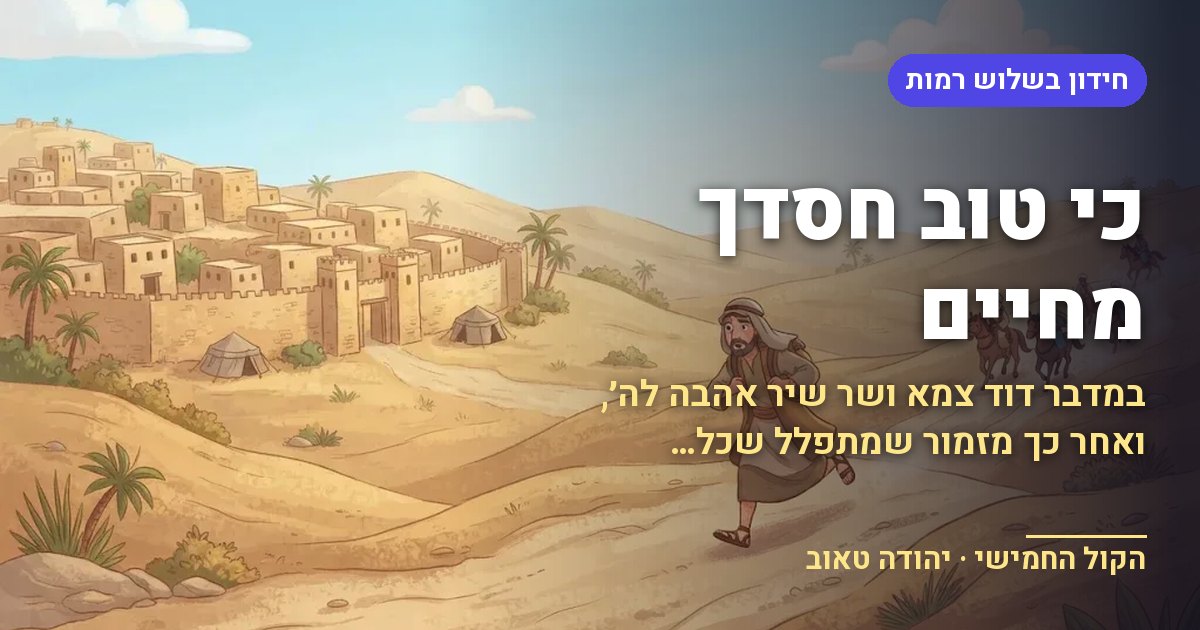 חידון בשלוש רמות
כי טוב חסדך
מחיים
במדבר דוד צמא ושר שיר אהבה לה׳,
ואחר כך מזמור שמתפלל שכל...
הקול החמישי · יהודה טאוב